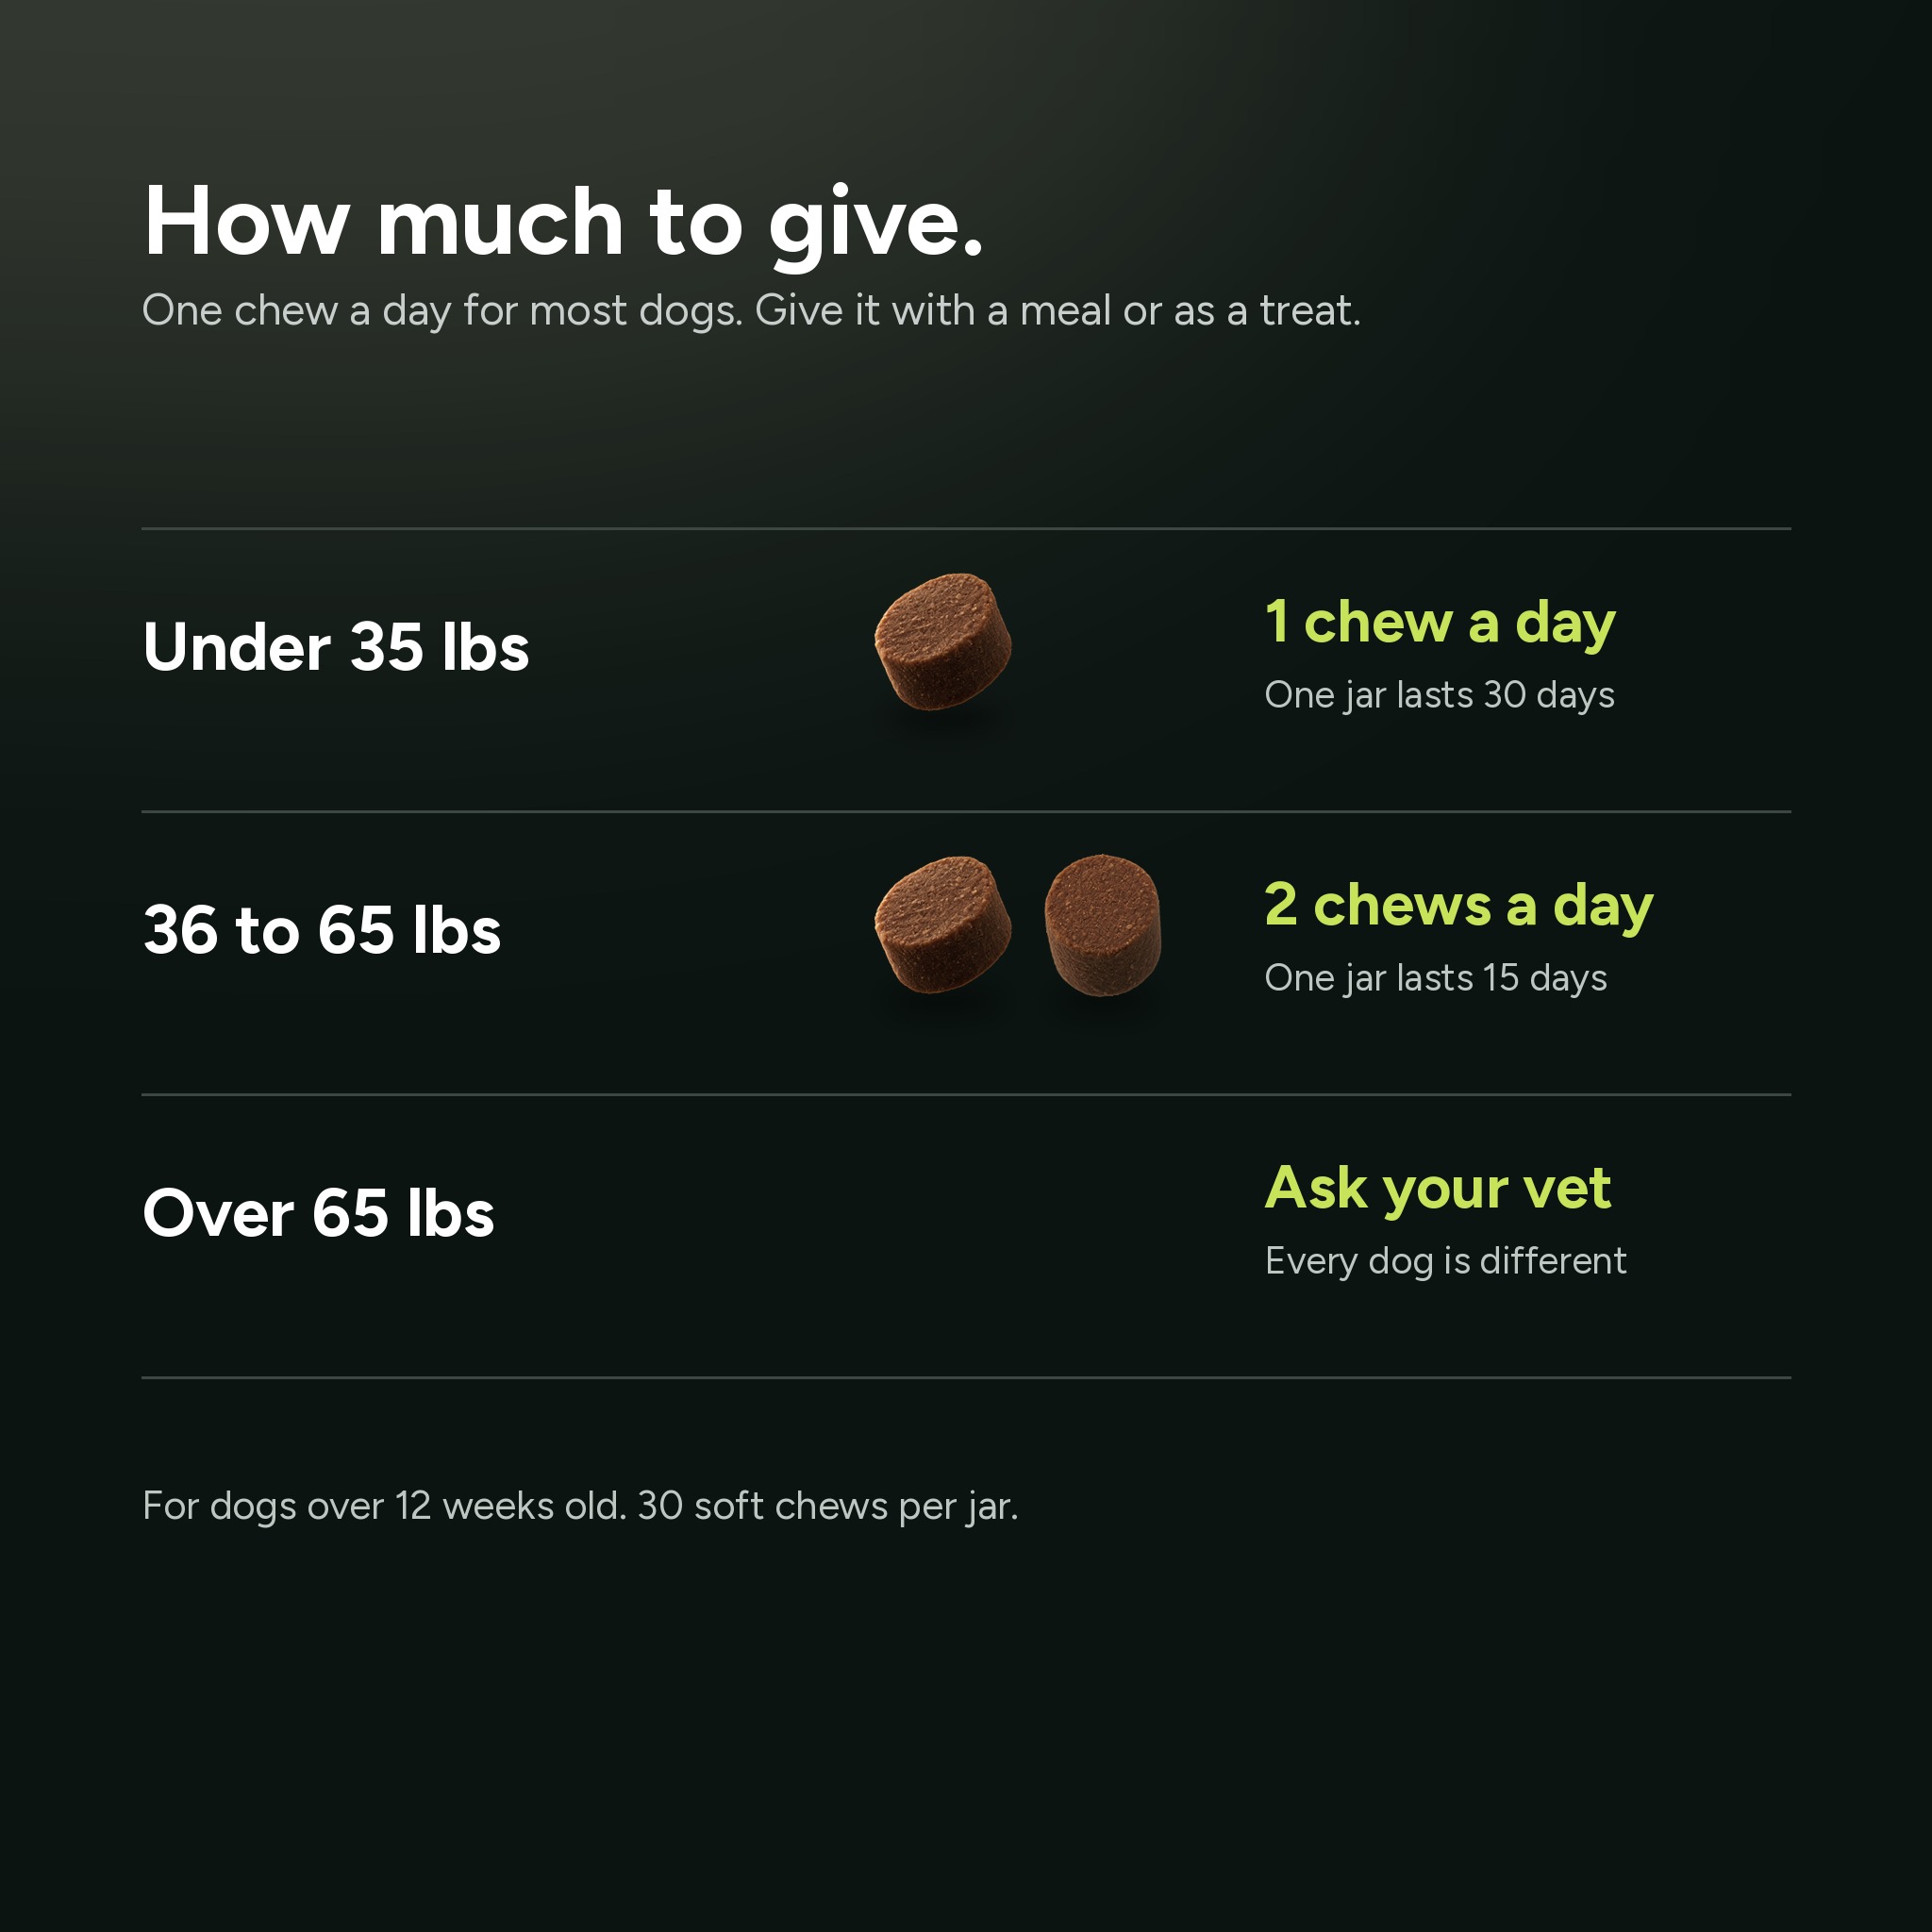 How much to give.
One chew a day for most dogs. Give it with a meal or as a treat.
Under 35 lbs
1 chew a day
One jar lasts 30 days
36 to 65 lbs
2 chews a day
One jar lasts 15 days
Over 65 lbs
Ask your vet
Every dog is different
For dogs over 12 weeks old. 30 soft chews per jar.